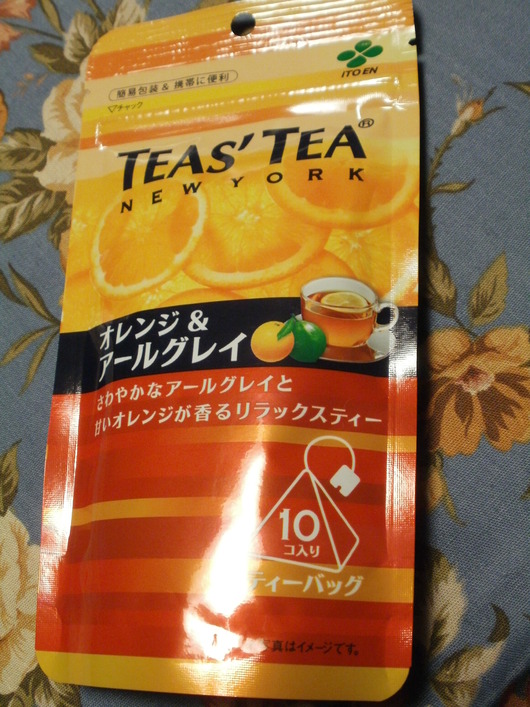 ITO EN
簡易包装 & 携帯に便利
▽チャック
TEAS' TEA®
NEW YORK
オレンジ &
アールグレイ
さわやかなアールグレイと
甘いオレンジが香るリラックスティー
10
コ入り
ティーバッグ
真はイメージです。